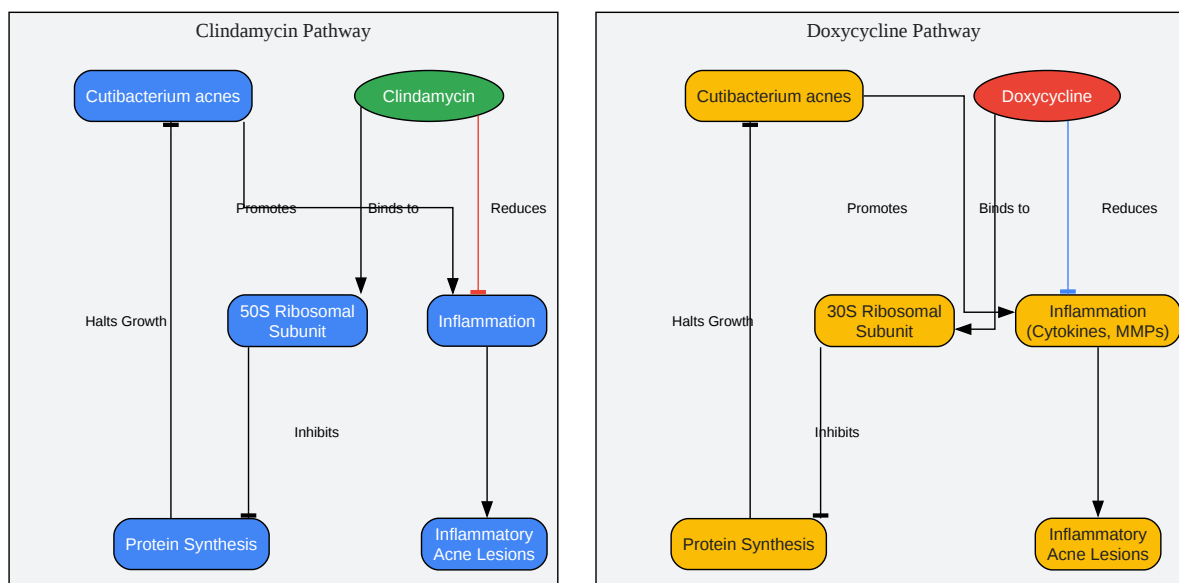 Clindamycin Pathway
Cutibacterium acnes
Clindamycin
Promotes
Binds to
Reduces
Halts Growth
50S Ribosomal
Subunit
Inflammation
Inhibits
Protein Synthesis
Inflammatory
Acne Lesions
Doxycycline Pathway
Cutibacterium acnes
Doxycycline
Promotes
Binds to
Reduces
Halts Growth
30S Ribosomal
Subunit
Inflammation
(Cytokines, MMPs)
Inhibits
Protein Synthesis
Inflammatory
Acne Lesions